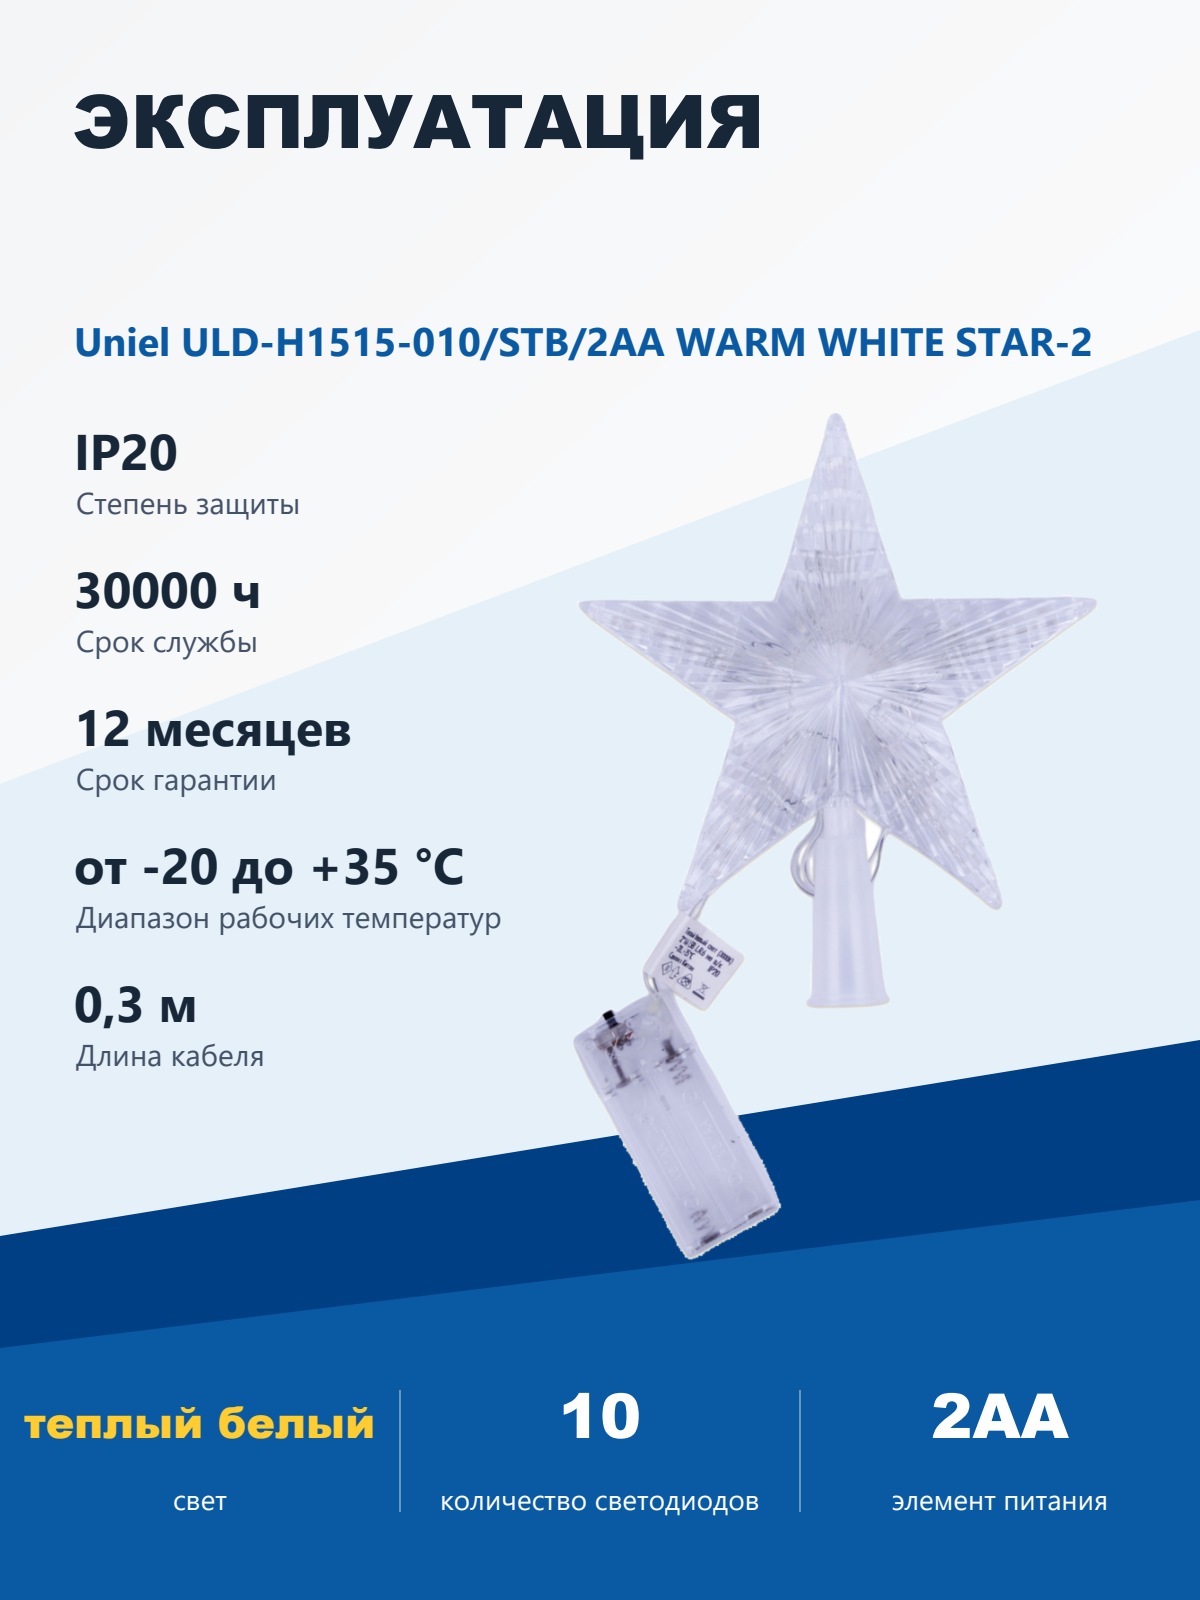 ЭКСПЛУАТАЦИЯ
Uniel ULD-H1515-010/STB/2AA WARM WHITE STAR-2
IP20
Степень защиты
30000 ч
Срок службы
12 месяцев
Срок гарантии
от -20 до +35 °C
Диапазон рабочих температур
0,3 м
Длина кабеля
IP20
теплый белый
свет
10
количество светодиодов
2AA
элемент питания